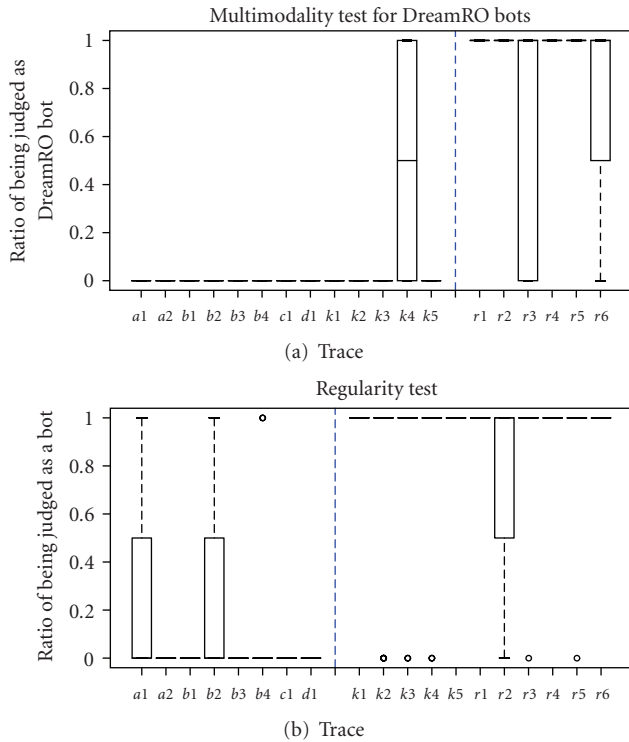 Multimodality test for DreamRO bots
Ratio of being judged as
DreamRO bot
1
0.8
0.6
0.4
0.2
0
a1 a2 b1 b2 b3 b4 c1 d1 k1 k2 k3 k4 k5 r1 r2 r3 r4 r5 r6
(a) Trace
Regularity test
Ratio of being judged as a bot
1
0.8
0.6
0.4
0.2
0
a1 a2 b1 b2 b3 b4 c1 d1 k1 k2 k3 k4 k5 r1 r2 r3 r4 r5 r6
(b) Trace